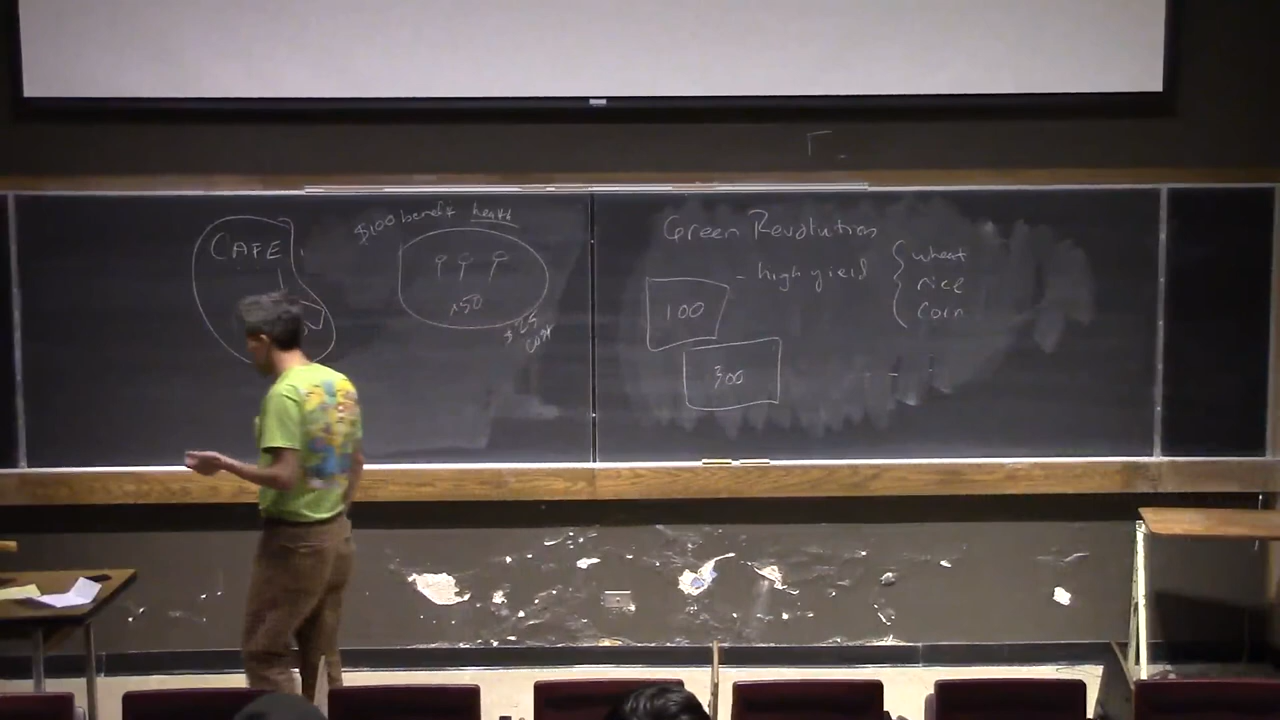 CAFE
$100 benefit health
x50
$25
cost
Green Revolution
- high yield { wheat
rice
corn
100
300